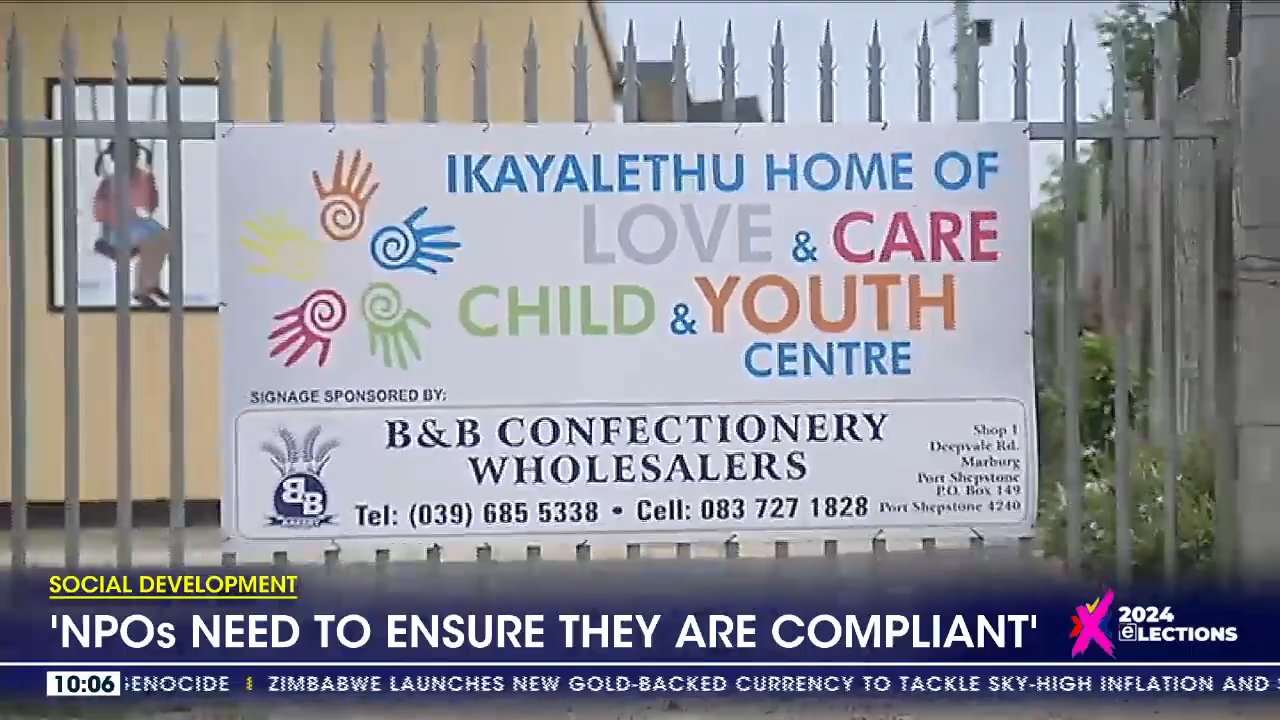 IKAYALETHU HOME OF
LOVE & CARE
CHILD & YOUTH
CENTRE
SIGNAGE SPONSORED BY:
B&B CONFECTIONERY
WHOLESALERS
Tel: (039) 685 5338 • Cell: 083 727 1828
Shop 1
Deepvale Rd.
Marburg
Port Shepstone
P.O. Box 149
Port Shepstone 4240
BB
SOCIAL DEVELOPMENT
'NPOs NEED TO ENSURE THEY ARE COMPLIANT'
2024
eLECTIONS
10:06
GENOCIDE ZIMBABWE LAUNCHES NEW GOLD-BACKED CURRENCY TO TACKLE SKY-HIGH INFLATION AND